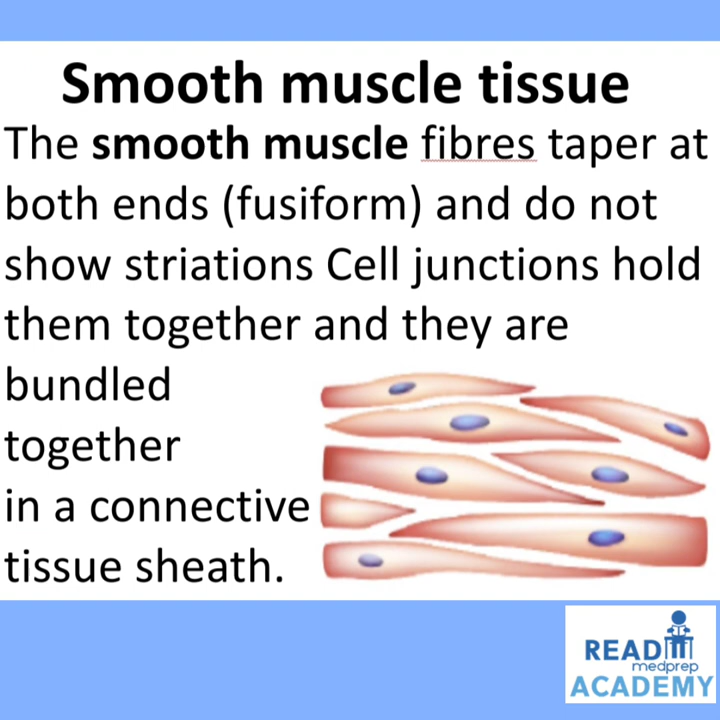 Smooth muscle tissue
The smooth muscle fibres taper at
both ends (fusiform) and do not
show striations Cell junctions hold
them together and they are
bundled
together
in a connective
tissue sheath.
READ
medprep
ACADEMY